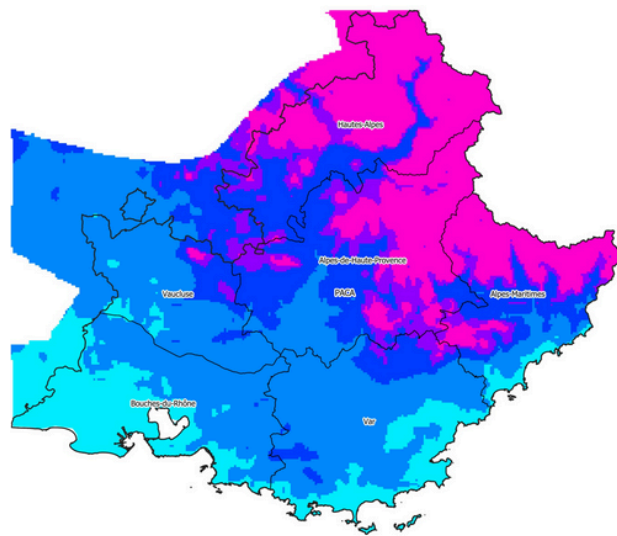 Hautes-Alpes
Alpes-de-Haute-Provence
Vaucluse
PACA
Alpes-Maritimes
Bouches-du-Rhône
Var